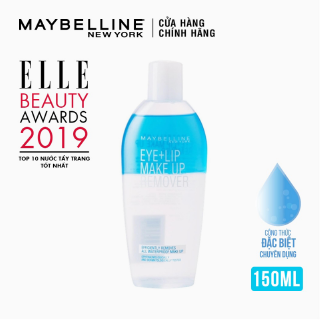 MAYBELLINE
NEW YORK
CỬA HÀNG
CHÍNH HÃNG
ELLE
BEAUTY
AWARDS
2019
TOP 10 NƯỚC TẨY TRANG
TỐT NHẤT
MAYBELLINE
EYE+LIP
MAKE UP
REMOVER
CÔNG THỨC
ĐẶC BIỆT
CHUYÊN DỤNG
150ML